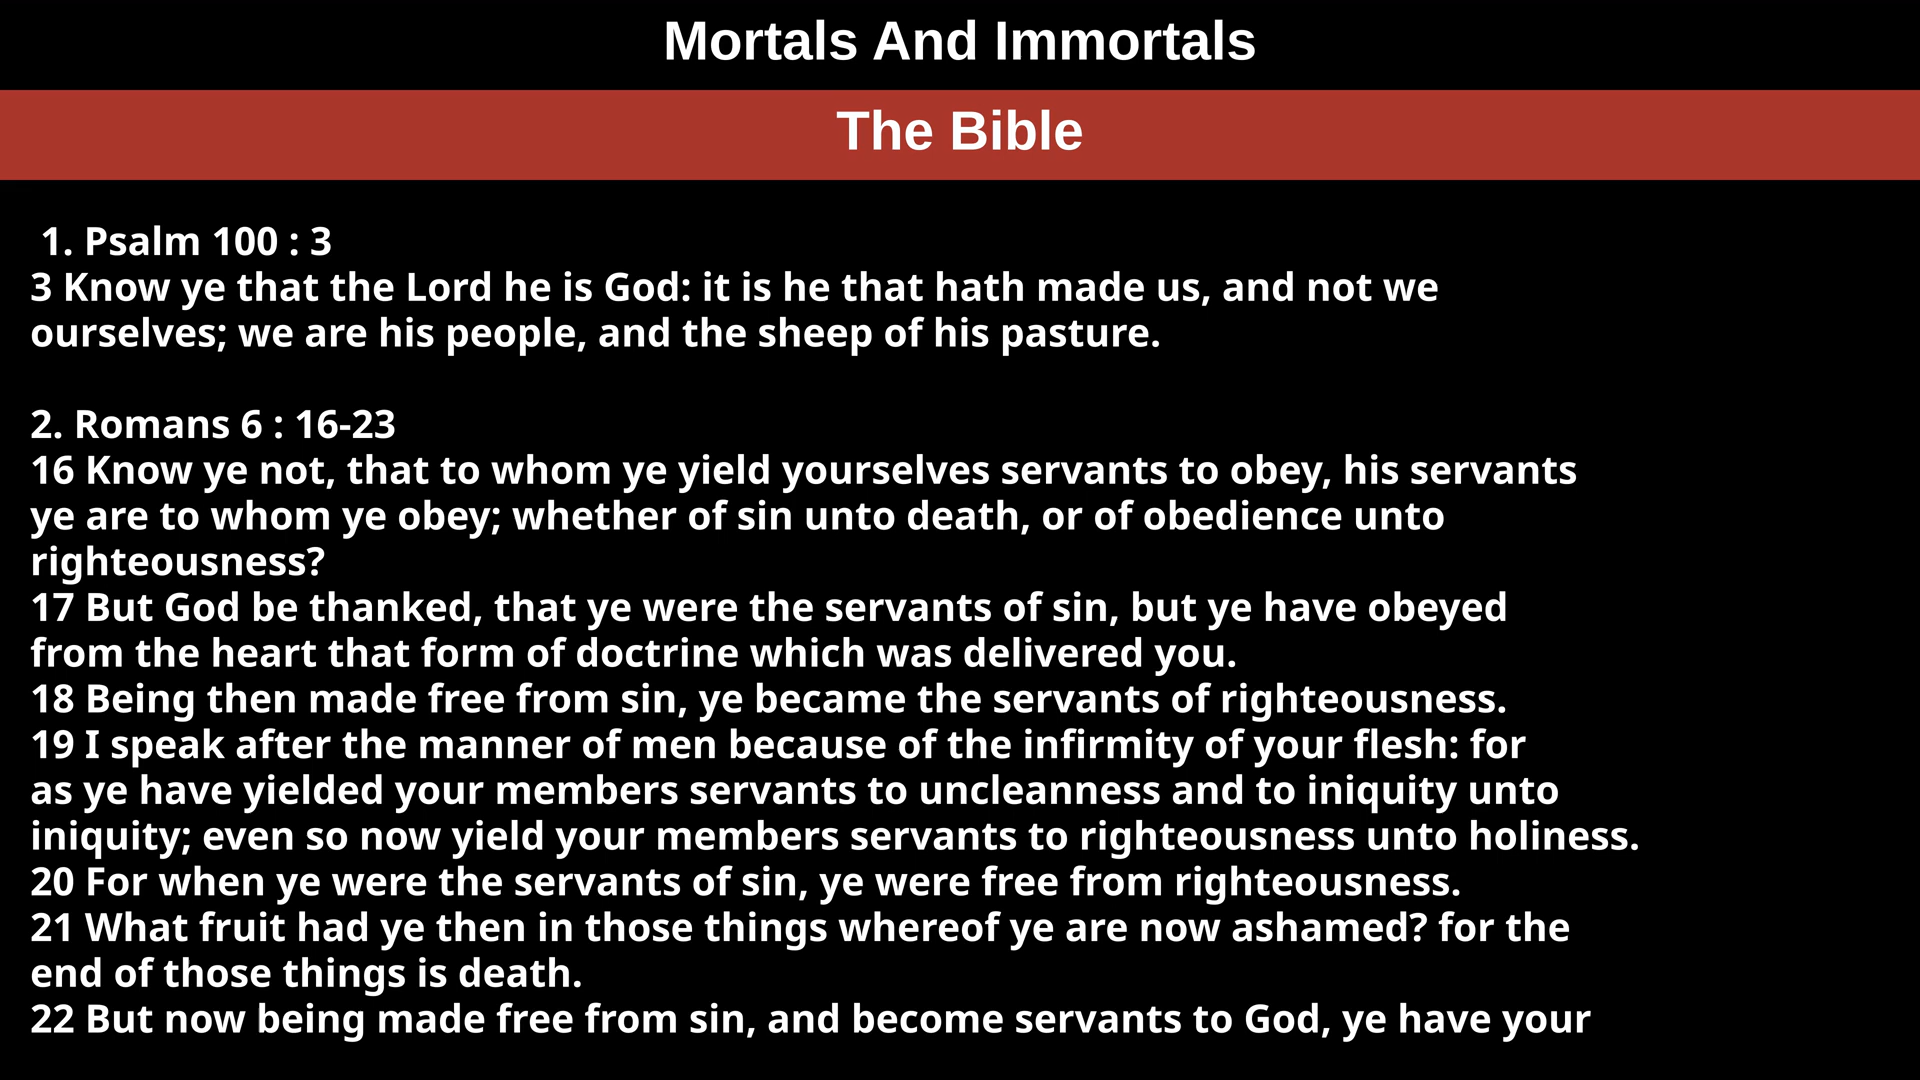 Mortals And Immortals
The Bible
1. Psalm 100 : 3
3 Know ye that the Lord he is God: it is he that hath made us, and not we
ourselves; we are his people, and the sheep of his pasture.
2. Romans 6 : 16-23
16 Know ye not, that to whom ye yield yourselves servants to obey, his servants
ye are to whom ye obey; whether of sin unto death, or of obedience unto
righteousness?
17 But God be thanked, that ye were the servants of sin, but ye have obeyed
from the heart that form of doctrine which was delivered you.
18 Being then made free from sin, ye became the servants of righteousness.
19 I speak after the manner of men because of the infirmity of your flesh: for
as ye have yielded your members servants to uncleanness and to iniquity unto
iniquity; even so now yield your members servants to righteousness unto holiness.
20 For when ye were the servants of sin, ye were free from righteousness.
21 What fruit had ye then in those things whereof ye are now ashamed? for the
end of those things is death.
22 But now being made free from sin, and become servants to God, ye have your